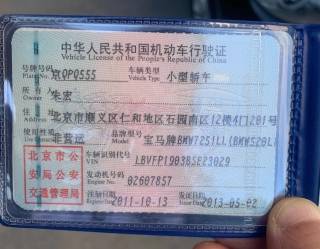 中华人民共和国机动车行驶证
Vehicle License of the People's Republic of China
号牌号码 京QPQ555 车辆类型 小型轿车
Plate No. Vehicle Type
所有人 朱宏
Owner
住址 北京市顺义区仁和地区石园南区12楼4门201号
使用性质 非营运 品牌型号 宝马牌BMW7251LL(BMW520L
北京市公 车辆识别代号 LBVFP1903BSE23029
VIN
安局公安 发动机号码 02607857
Engine No.
交通管理局 注册日期 2011-10-13 发证日期 2013-05-02